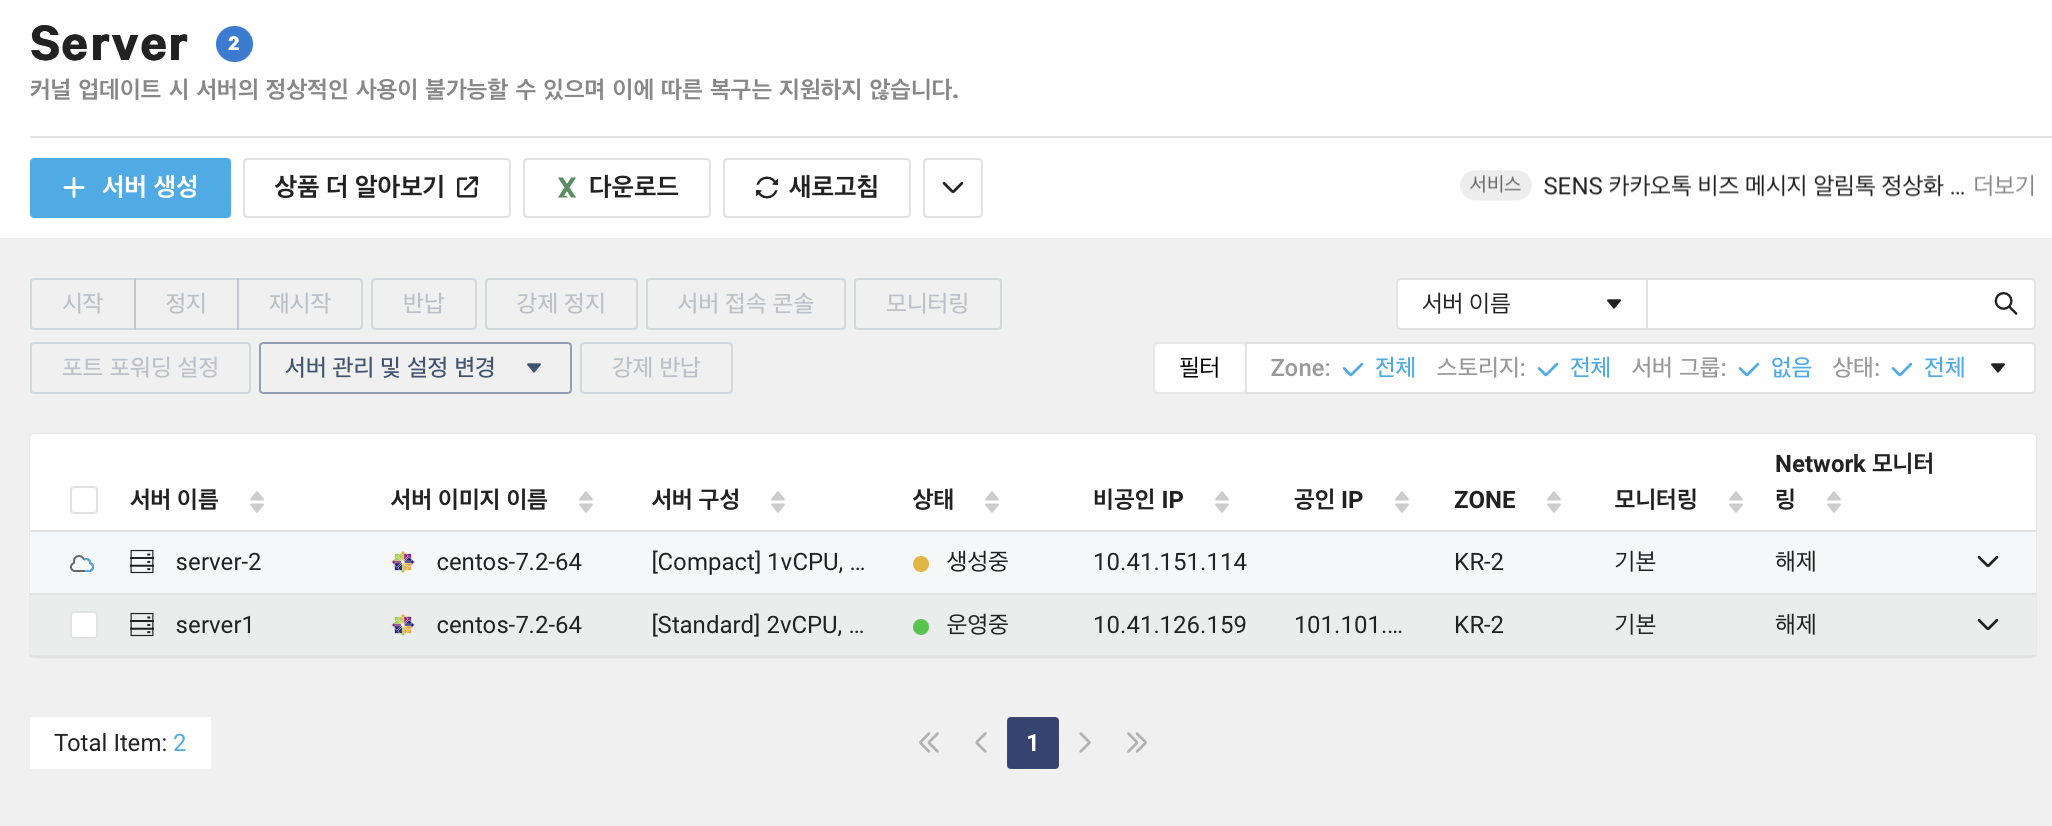 Server 2
커널 업데이트 시 서버의 정상적인 사용이 불가능할 수 있으며 이에 따른 복구는 지원하지 않습니다.
서버 생성 상품 더 알아보기 다운로드 새로고침 서비스 SENS 카카오톡 비즈 메시지 알림톡 정상화 ... 더보기
시작 정지 재시작 반납 강제 정지 서버 접속 콘솔 모니터링 서버 이름
포트 포워딩 설정 서버 관리 및 설정 변경 강제 반납 필터 Zone: 전체 스토리지: 전체 서버 그룹: 없음 상태: 전체
서버 이름 서버 이미지 이름 서버 구성 상태 비공인 IP 공인 IP ZONE 모니터링 Network 모니터
링
server-2 centos-7.2-64 [Compact] 1vCPU, ... 생성중 10.41.151.114 KR-2 기본 해제
server1 centos-7.2-64 [Standard] 2vCPU, ... 운영중 10.41.126.159 101.101.... KR-2 기본 해제
Total Item: 2 1